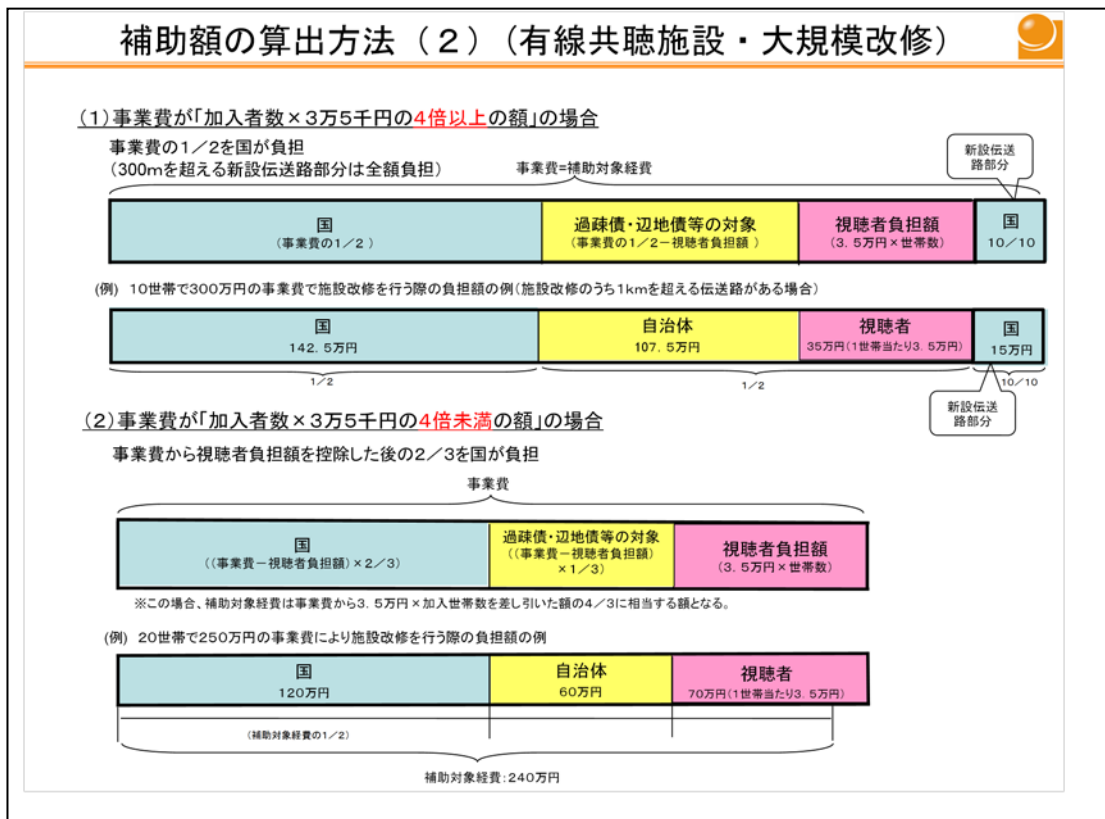 補助額の算出方法（２）（有線共聴施設・大規模改修）
（１）事業費が「加入者数×３万５千円の４倍以上の額」の場合
事業費の１／２を国が負担
（300ｍを超える新設伝送路部分は全額負担）
事業費=補助対象経費
新設伝送
路部分
国
（事業費の１／２）
過疎債・辺地債等の対象
（事業費の１／２－視聴者負担額）
視聴者負担額
（３．５万円×世帯数）
国
１０／１０
(例) １０世帯で３００万円の事業費で施設改修を行う際の負担額の例（施設改修のうち１ｋｍを超える伝送路がある場合）
国
１４２．５万円
自治体
１０７．５万円
視聴者
３５万円（１世帯当たり３．５万円）
国
１５万円
１／２
１／２
１０／１０
新設伝送
路部分
（２）事業費が「加入者数×３万５千円の４倍未満の額」の場合
事業費から視聴者負担額を控除した後の２／３を国が負担
事業費
国
（（事業費－視聴者負担額）×２／３）
過疎債・辺地債等の対象
（（事業費－視聴者負担額）
×１／３）
視聴者負担額
（３．５万円×世帯数）
※この場合、補助対象経費は事業費から３．５万円×加入世帯数を差し引いた額の４／３に相当する額となる。
(例) ２０世帯で２５０万円の事業費により施設改修を行う際の負担額の例
国
１２０万円
自治体
６０万円
視聴者
７０万円（１世帯当たり３．５万円）
（補助対象経費の１／２）
補助対象経費：２４０万円